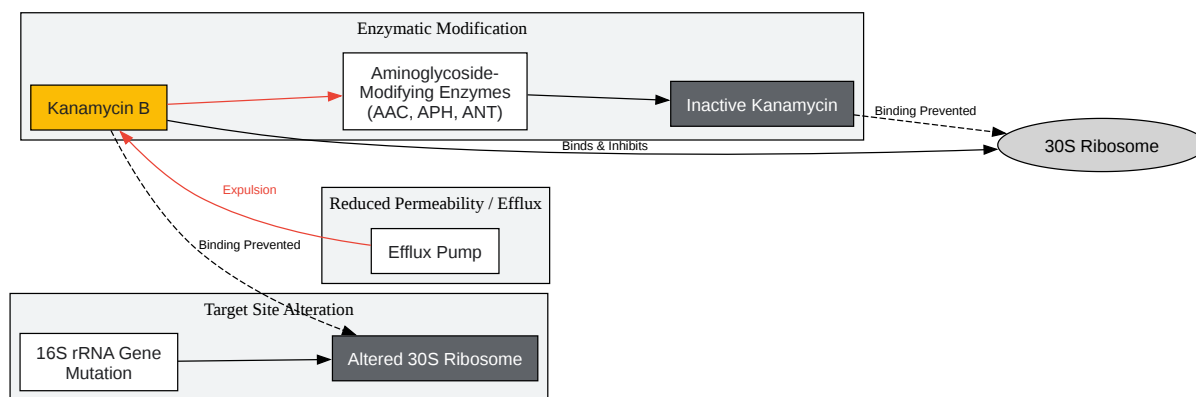 Enzymatic Modification
Kanamycin B
Aminoglycoside-
Modifying Enzymes
(AAC, APH, ANT)
Inactive Kanamycin
Binding Prevented
30S Ribosome
Binds & Inhibits
Expulsion
Reduced Permeability / Efflux
Efflux Pump
Binding Prevented
Target Site Alteration
16S rRNA Gene
Mutation
Altered 30S Ribosome